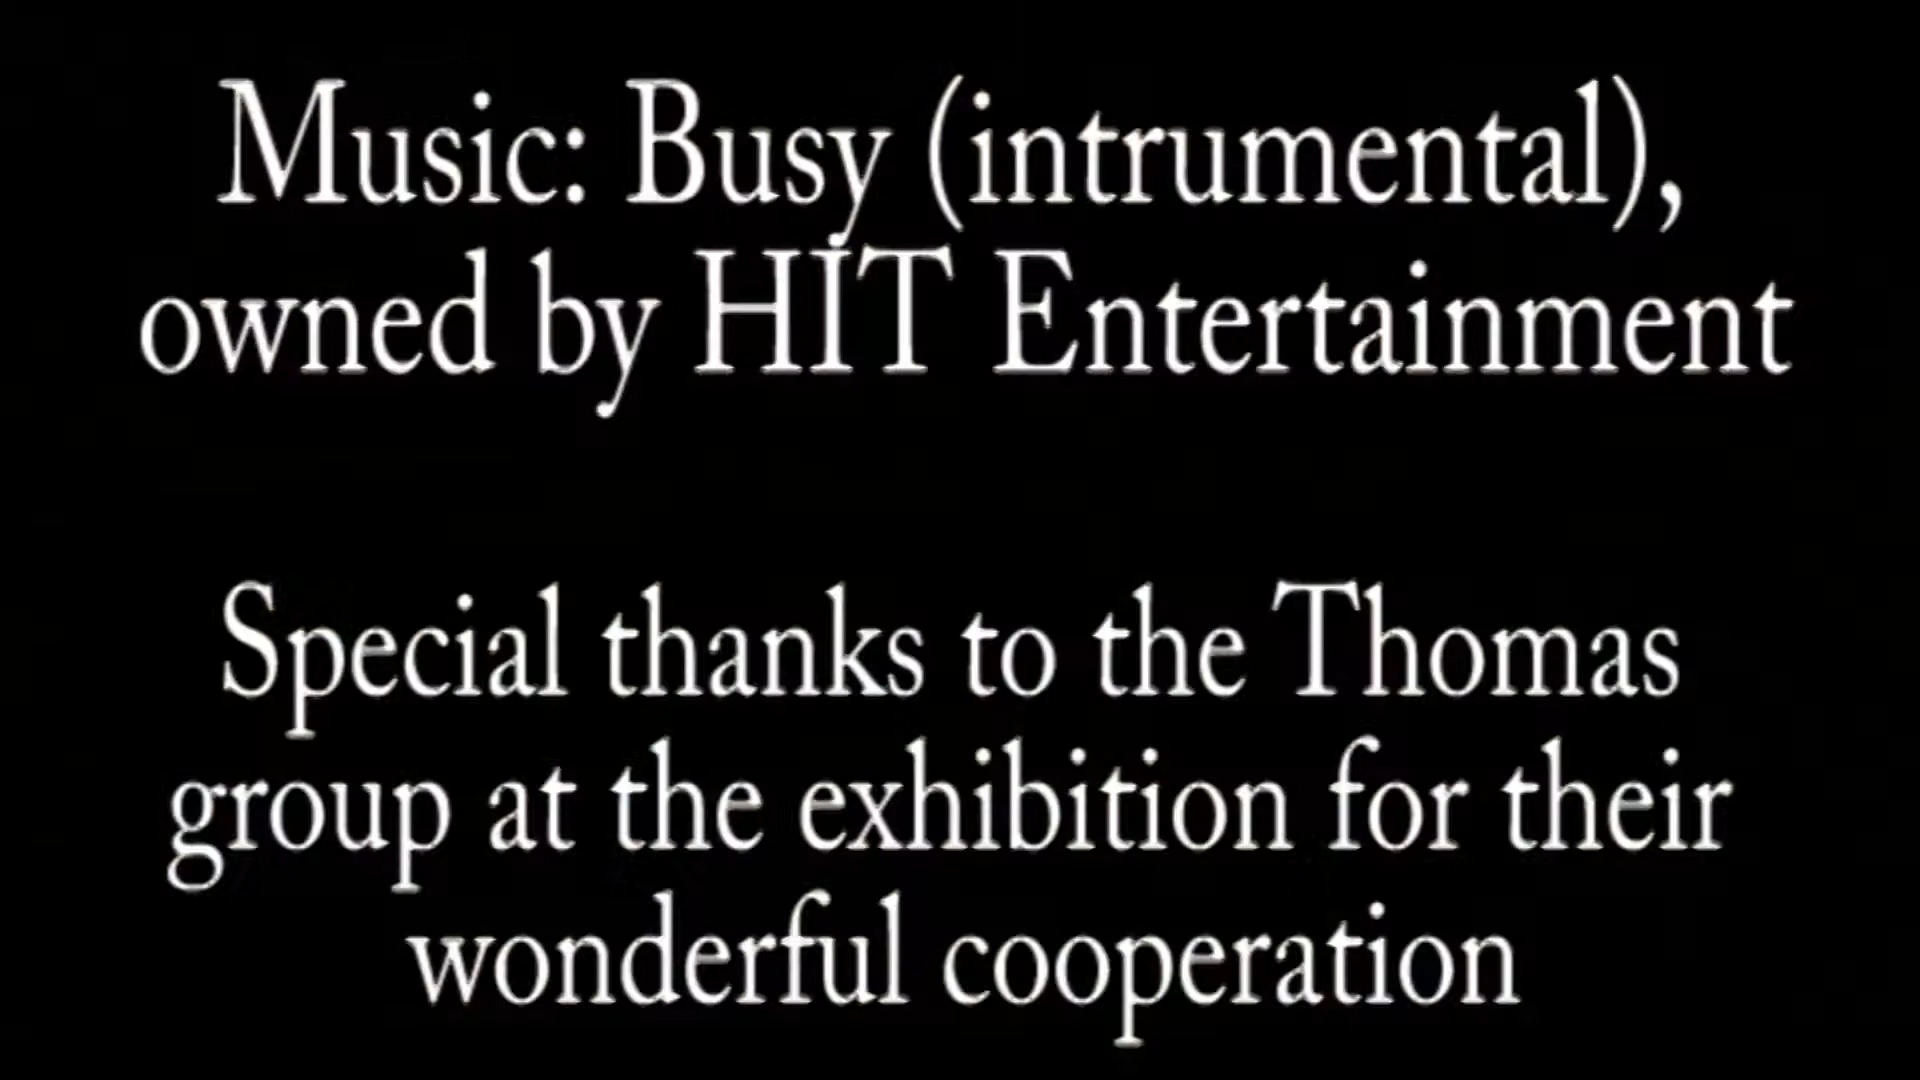 Music: Busy (intrumental),
owned by HIT Entertainment
Special thanks to the Thomas
group at the exhibition for their
wonderful cooperation